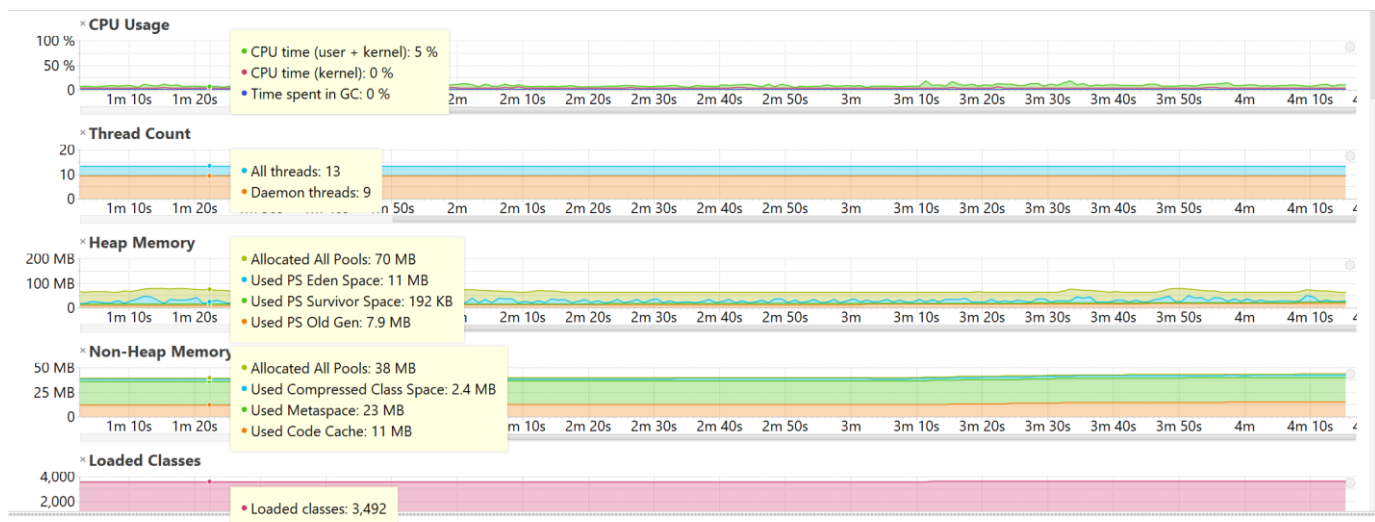 × CPU Usage
100 %
50 %
0
• CPU time (user + kernel): 5 %
• CPU time (kernel): 0 %
• Time spent in GC: 0 %
1m 10s 1m 20s 2m 2m 10s 2m 20s 2m 30s 2m 40s 2m 50s 3m 3m 10s 3m 20s 3m 30s 3m 40s 3m 50s 4m 4m 10s 4
× Thread Count
20
10
0
• All threads: 13
• Daemon threads: 9
1m 10s 1m 20s 50s 2m 2m 10s 2m 20s 2m 30s 2m 40s 2m 50s 3m 3m 10s 3m 20s 3m 30s 3m 40s 3m 50s 4m 4m 10s 4
× Heap Memory
200 MB
100 MB
0
• Allocated All Pools: 70 MB
• Used PS Eden Space: 11 MB
• Used PS Survivor Space: 192 KB
• Used PS Old Gen: 7.9 MB
1m 10s 1m 20s 2m 2m 10s 2m 20s 2m 30s 2m 40s 2m 50s 3m 3m 10s 3m 20s 3m 30s 3m 40s 3m 50s 4m 4m 10s 4
× Non-Heap Memory
50 MB
25 MB
0
• Allocated All Pools: 38 MB
• Used Compressed Class Space: 2.4 MB
• Used Metaspace: 23 MB
• Used Code Cache: 11 MB
1m 10s 1m 20s m 10s 2m 20s 2m 30s 2m 40s 2m 50s 3m 3m 10s 3m 20s 3m 30s 3m 40s 3m 50s 4m 4m 10s 4
× Loaded Classes
4,000
2,000
• Loaded classes: 3,492